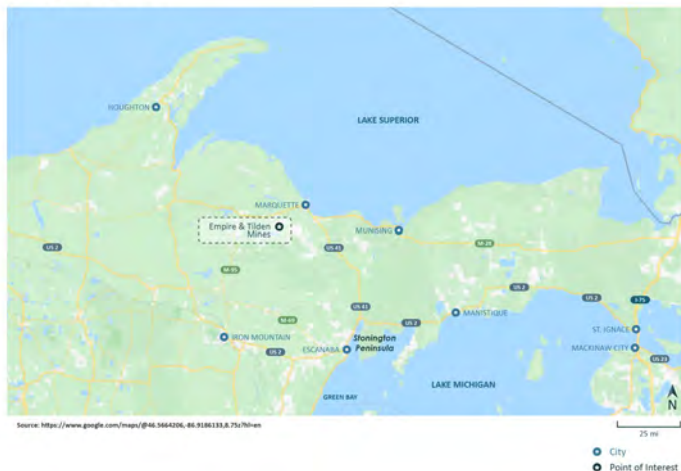 HOUGHTON
LAKE SUPERIOR
MARQUETTE
Empire & Tilden
Mines
MUNISING
US 2
US-41
M-28
M-95
US 2
I-75
US 2
US-41
MANISTIQUE
M-69
US 2
ST. IGNACE
IRON MOUNTAIN
Stonington
Peninsula
US 2
ESCANABA
MACKINAW CITY
US-23
LAKE MICHIGAN
GREEN BAY
N
Source: https://www.google.com/maps/@46.5664206,-86.9186133,8.75z?hl=en
25 mi
City
Point of Interest